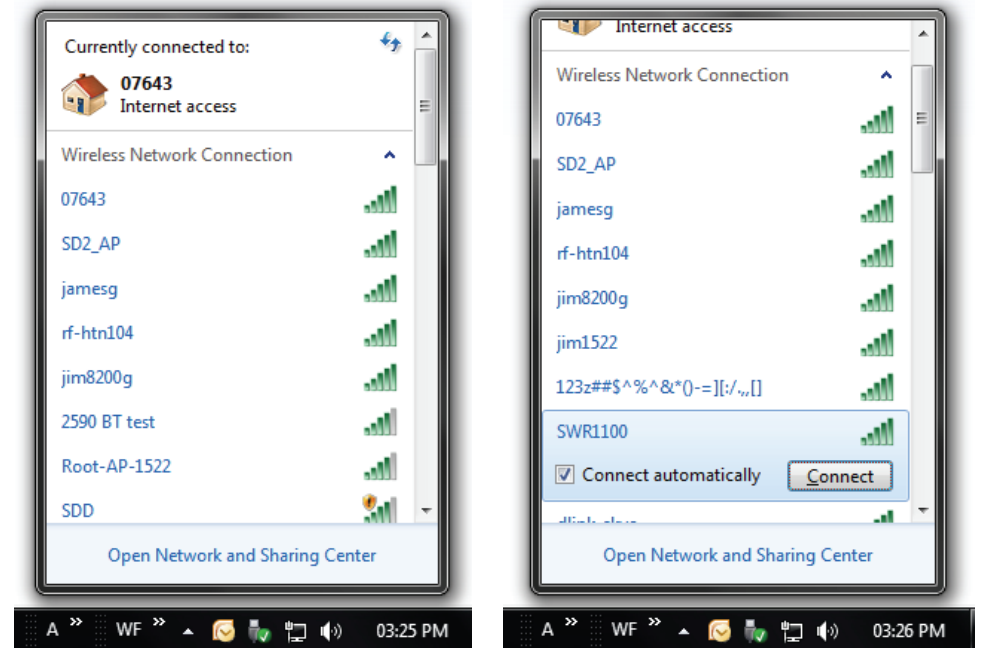 Currently connected to:
07643
Internet access
Wireless Network Connection
07643
SD2_AP
jamesg
rf-htn104
jim8200g
2590 BT test
Root-AP-1522
SDD
Open Network and Sharing Center
A » WF » 03:25 PM
Internet access
Wireless Network Connection
07643
SD2_AP
jamesg
rf-htn104
jim8200g
jim1522
123z##$^%^&*()-=][:/.,,[]
SWR1100
Connect automatically Connect
Open Network and Sharing Center
A » WF » 03:26 PM